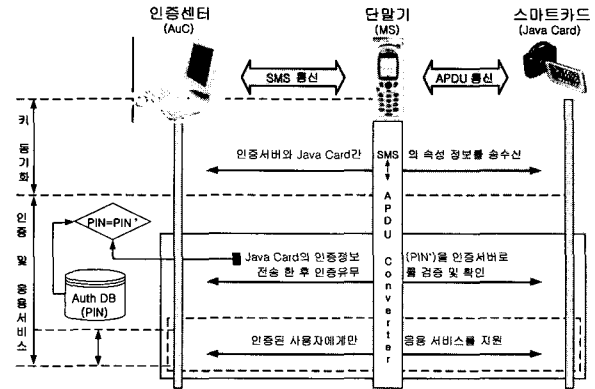 인증센터
(AuC)
단말기
(MS)
스마트카드
(Java Card)
SMS 통신
APDU 통신
키 동기화
인증서버와 Java Card간 SMS 의 속성 정보를 송수신
APDU Converter
인증 및 응용서비스
PIN=PIN'
Java Card의 인증정보 (PIN')을 인증서버로
전송 한 후 인증유무 를 검증 및 확인
Auth DB
(PIN)
인증된 사용자에게만 응용 서비스를 지원